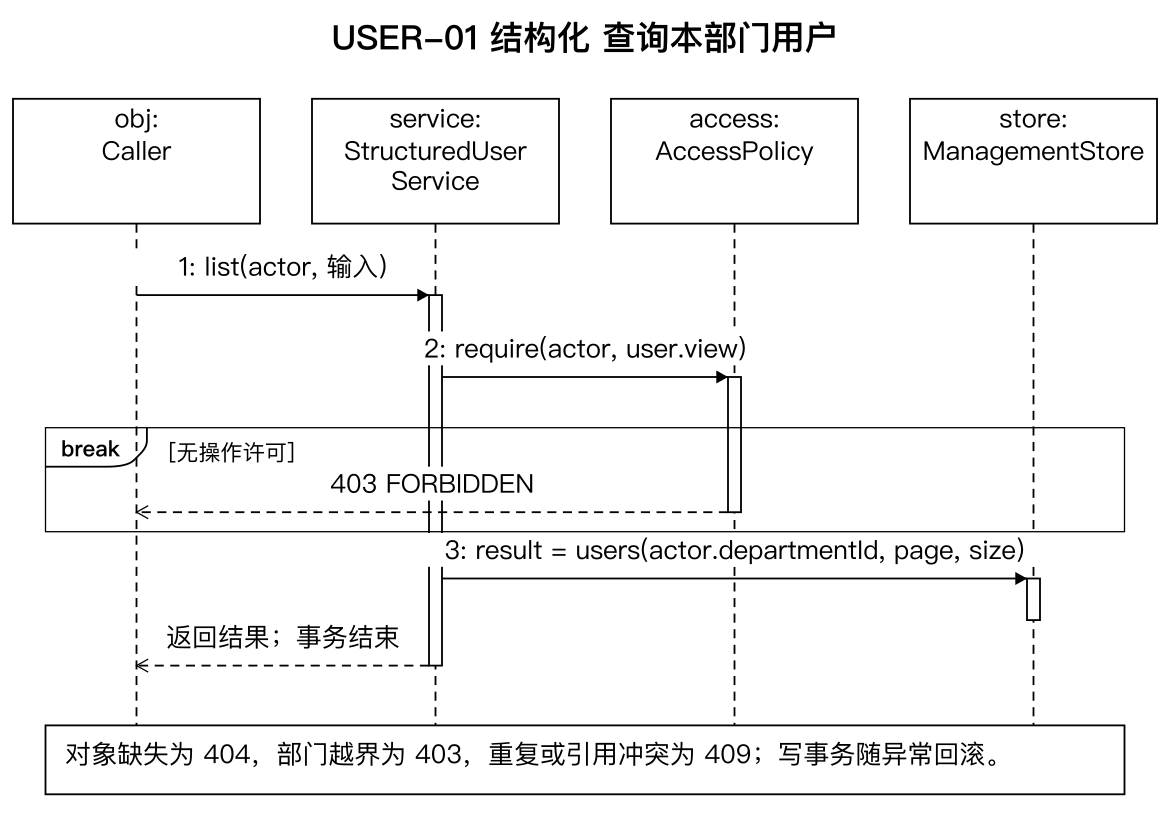 USER-01 结构化 查询本部门用户
obj:
Caller
service:
StructuredUser
Service
access:
AccessPolicy
store:
ManagementStore
1: list(actor, 输入)
2: require(actor, user.view)
break
[无操作许可]
403 FORBIDDEN
3: result = users(actor.departmentId, page, size)
返回结果；事务结束
对象缺失为 404，部门越界为 403，重复或引用冲突为 409；写事务随异常回滚。